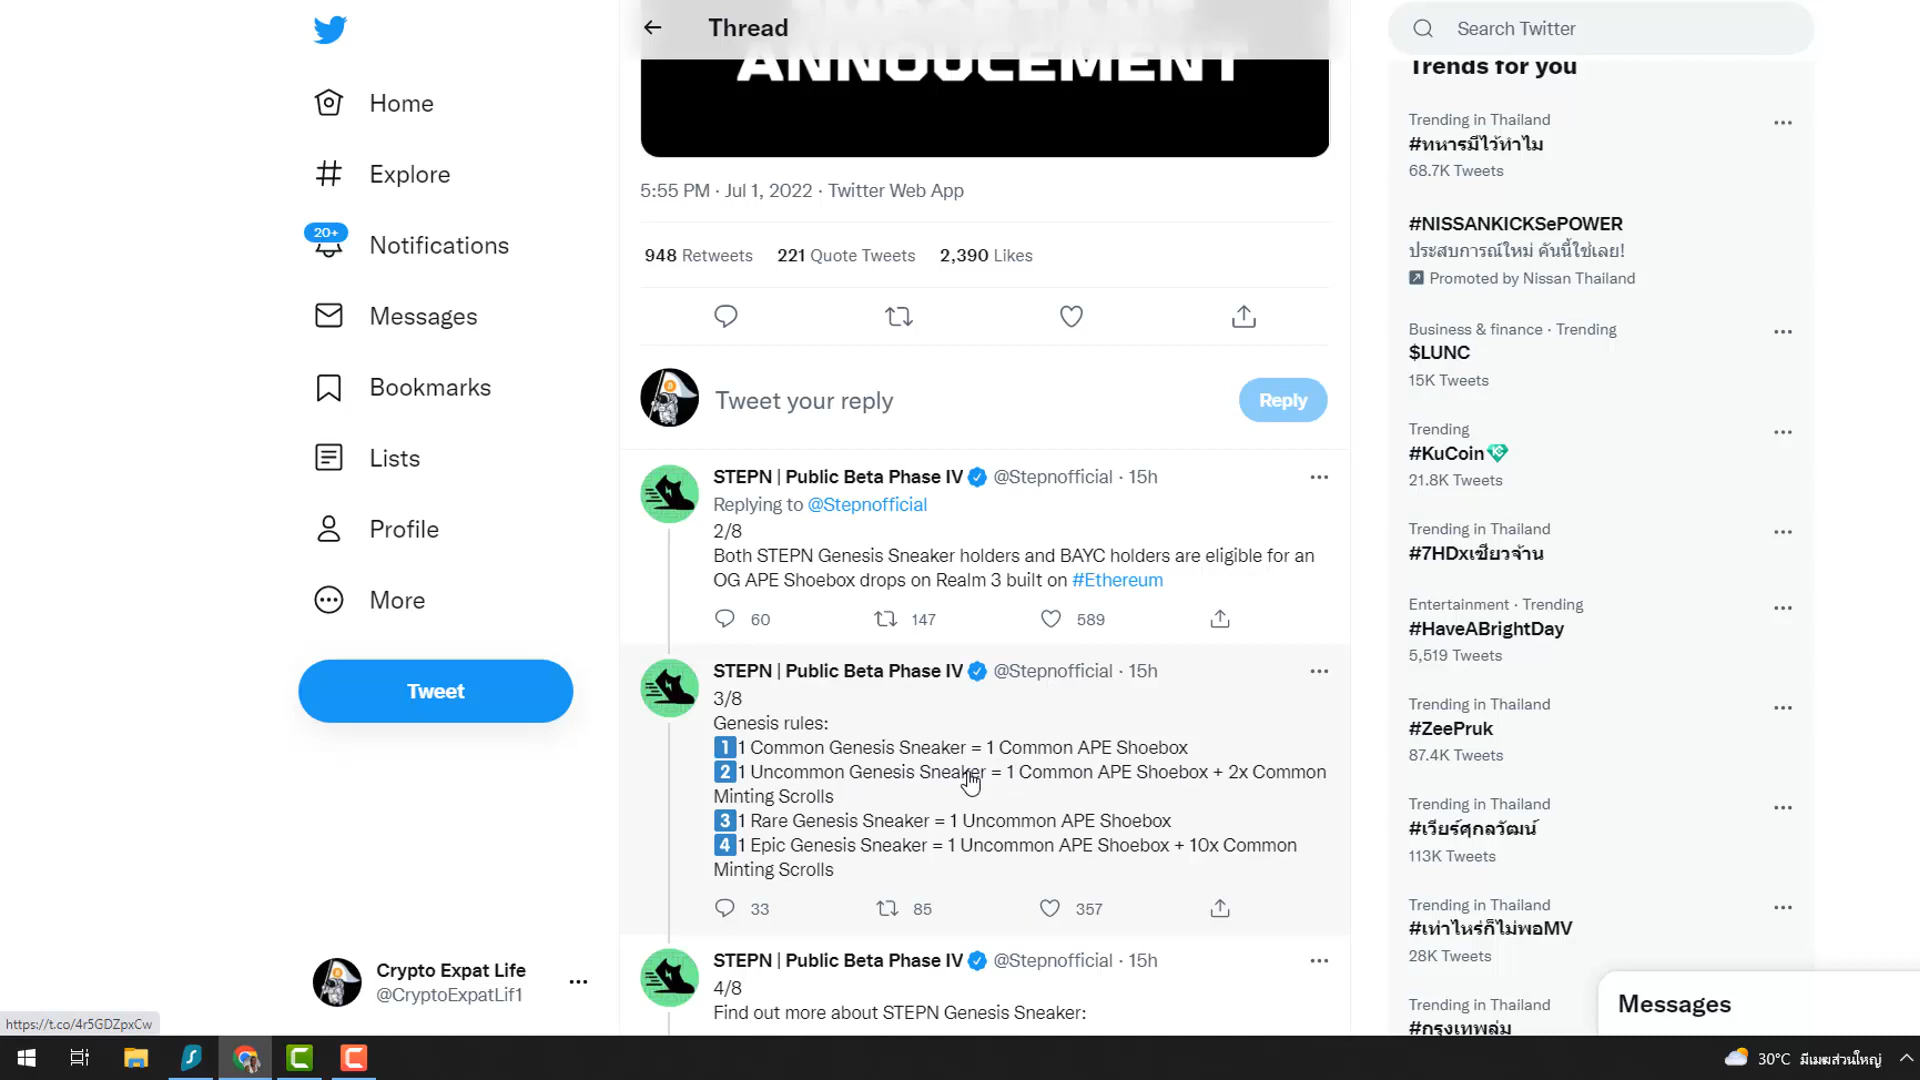 Home
Explore
20+
Notifications
Messages
Bookmarks
Lists
Profile
More
Tweet
Crypto Expat Life
@CryptoExpatLif1
https://t.co/4r5GDZpxCw
Thread
ANNOUCEMENT
5:55 PM · Jul 1, 2022 · Twitter Web App
948 Retweets 221 Quote Tweets 2,390 Likes
Tweet your reply
Reply
STEPN | Public Beta Phase IV @Stepnofficial · 15h
Replying to @Stepnofficial
2/8
Both STEPN Genesis Sneaker holders and BAYC holders are eligible for an
OG APE Shoebox drops on Realm 3 built on #Ethereum
60 147 589
STEPN | Public Beta Phase IV @Stepnofficial · 15h
3/8
Genesis rules:
1 1 Common Genesis Sneaker = 1 Common APE Shoebox
2 1 Uncommon Genesis Sneaker = 1 Common APE Shoebox + 2x Common
Minting Scrolls
3 1 Rare Genesis Sneaker = 1 Uncommon APE Shoebox
4 1 Epic Genesis Sneaker = 1 Uncommon APE Shoebox + 10x Common
Minting Scrolls
33 85 357
STEPN | Public Beta Phase IV @Stepnofficial · 15h
4/8
Find out more about STEPN Genesis Sneaker:
Search Twitter
Trends for you
Trending in Thailand
#ทหารมีไว้ทำไม
68.7K Tweets
#NISSANKICKSePOWER
ประสบการณ์ใหม่ คันนี้ใช่เลย!
Promoted by Nissan Thailand
Business & finance · Trending
$LUNC
15K Tweets
Trending
#KuCoin
21.8K Tweets
Trending in Thailand
#7HDxเขียวจ้าน
Entertainment · Trending
#HaveABrightDay
5,519 Tweets
Trending in Thailand
#ZeePruk
87.4K Tweets
Trending in Thailand
#เวียร์ศุกลวัฒน์
113K Tweets
Trending in Thailand
#เท่าไหร่ก็ไม่พอMV
28K Tweets
Trending in Thailand
#กรุงเทพล่ม
Messages
30°C มีเมฆส่วนใหญ่